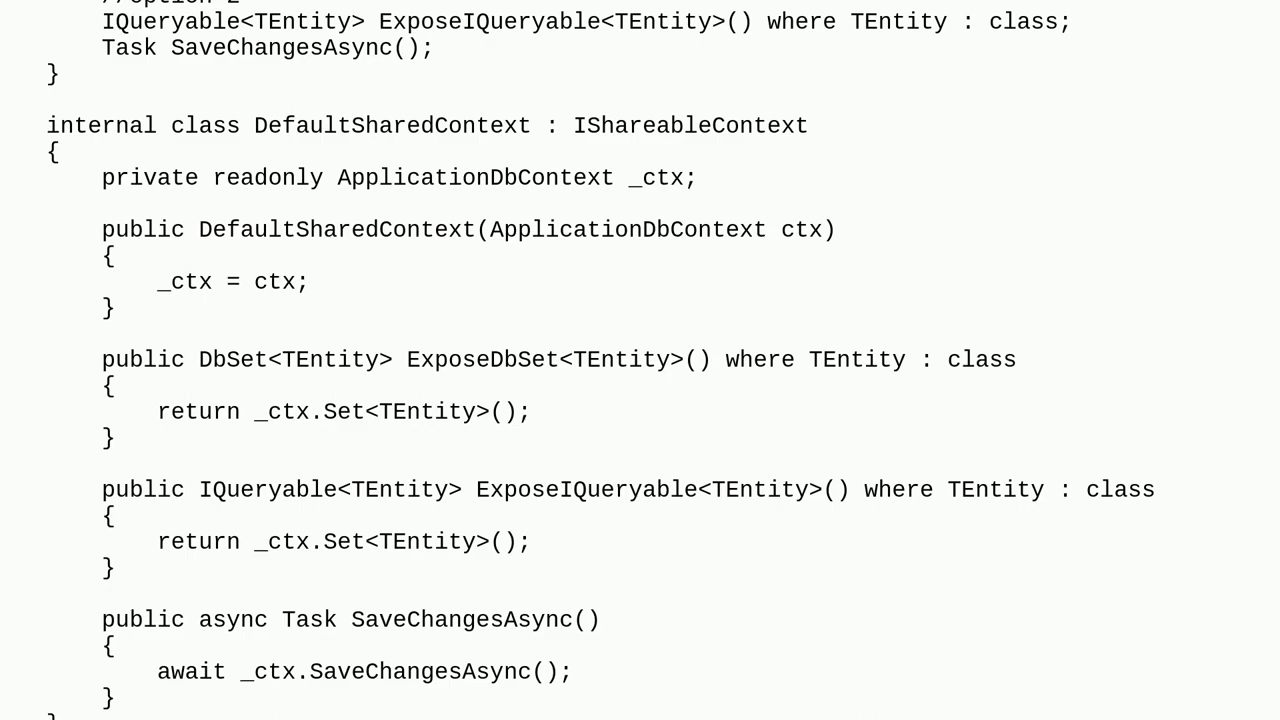 //option 2
IQueryable<TEntity> ExposeIQueryable<TEntity>() where TEntity : class;
Task SaveChangesAsync();
}
internal class DefaultSharedContext : IShareableContext
{
private readonly ApplicationDbContext _ctx;
public DefaultSharedContext(ApplicationDbContext ctx)
{
_ctx = ctx;
}
public DbSet<TEntity> ExposeDbSet<TEntity>() where TEntity : class
{
return _ctx.Set<TEntity>();
}
public IQueryable<TEntity> ExposeIQueryable<TEntity>() where TEntity : class
{
return _ctx.Set<TEntity>();
}
public async Task SaveChangesAsync()
{
await _ctx.SaveChangesAsync();
}
}